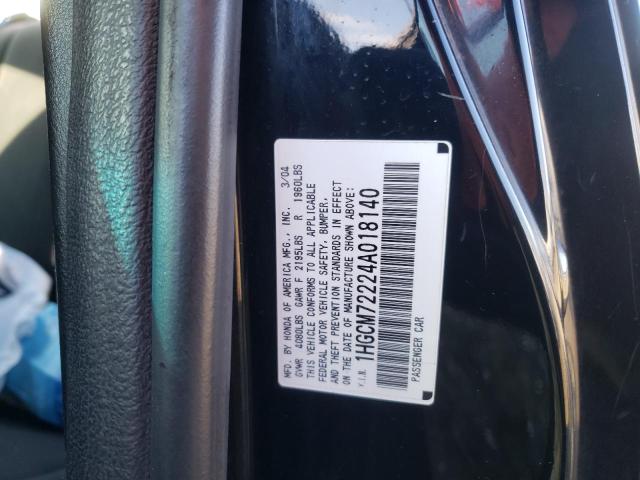 MFD. BY HONDA OF AMERICA MFG., INC. 3/04
GVWR 4080LBS GAWR F 2195LBS R 1960LBS
THIS VEHICLE CONFORMS TO ALL APPLICABLE
FEDERAL MOTOR VEHICLE SAFETY, BUMPER,
AND THEFT PREVENTION STANDARDS IN EFFECT
ON THE DATE OF MANUFACTURE SHOWN ABOVE:
V.I.N. 1HGCM72224A018140
PASSENGER CAR